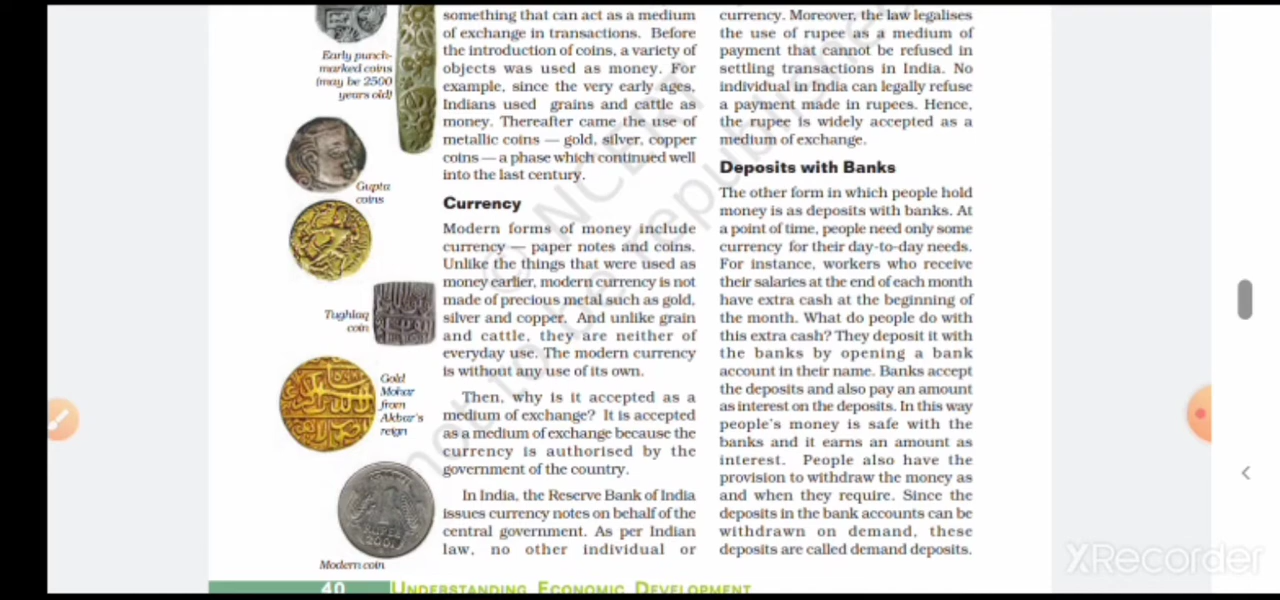 Early punch-
marked coins
(may be 2500
years old)
Gupta
coins
Tughlaq
coin
Gold
Mohar
from
Akbar's
reign
Modern coin
something that can act as a medium
of exchange in transactions. Before
the introduction of coins, a variety of
objects was used as money. For
example, since the very early ages,
Indians used grains and cattle as
money. Thereafter came the use of
metallic coins — gold, silver, copper
coins — a phase which continued well
into the last century.
Currency
Modern forms of money include
currency — paper notes and coins.
Unlike the things that were used as
money earlier, modern currency is not
made of precious metal such as gold,
silver and copper. And unlike grain
and cattle, they are neither of
everyday use. The modern currency
is without any use of its own.
Then, why is it accepted as a
medium of exchange? It is accepted
as a medium of exchange because the
currency is authorised by the
government of the country.
In India, the Reserve Bank of India
issues currency notes on behalf of the
central government. As per Indian
law, no other individual or
currency. Moreover, the law legalises
the use of rupee as a medium of
payment that cannot be refused in
settling transactions in India. No
individual in India can legally refuse
a payment made in rupees. Hence,
the rupee is widely accepted as a
medium of exchange.
Deposits with Banks
The other form in which people hold
money is as deposits with banks. At
a point of time, people need only some
currency for their day-to-day needs.
For instance, workers who receive
their salaries at the end of each month
have extra cash at the beginning of
the month. What do people do with
this extra cash? They deposit it with
the banks by opening a bank
account in their name. Banks accept
the deposits and also pay an amount
as interest on the deposits. In this way
people's money is safe with the
banks and it earns an amount as
interest. People also have the
provision to withdraw the money as
and when they require. Since the
deposits in the bank accounts can be
withdrawn on demand, these
deposits are called demand deposits.
40 UNDERSTANDING ECONOMIC DEVELOPMENT
© NCERT
not to be republished
XRecorder